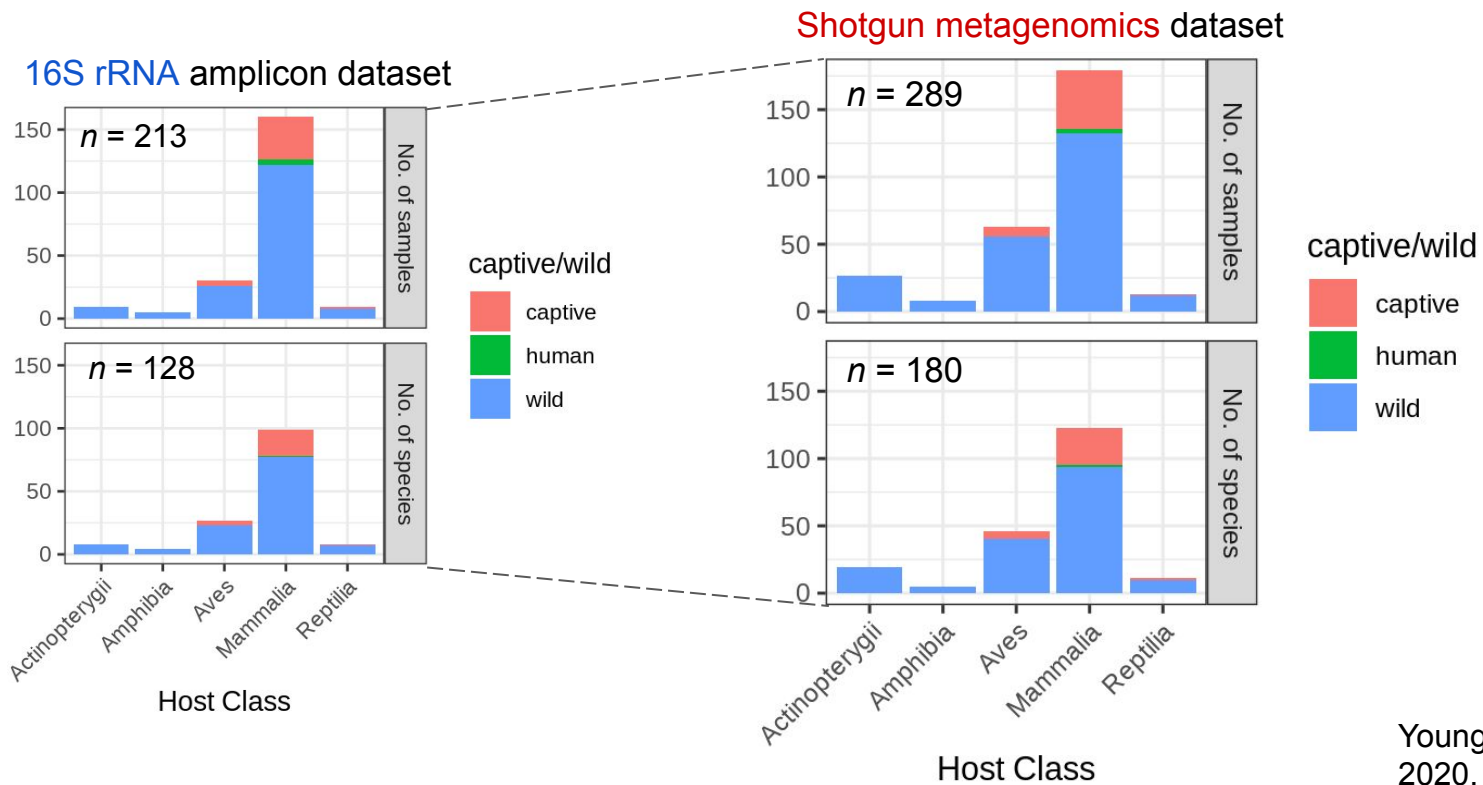 16S rRNA amplicon dataset
n = 213
150
100
50
0
No. of samples
n = 128
150
100
50
0
No. of species
Actinopterygii
Amphibia
Aves
Mammalia
Reptilia
Host Class
captive/wild
captive
human
wild
Shotgun metagenomics dataset
n = 289
150
100
50
0
No. of samples
n = 180
150
100
50
0
No. of species
Actinopterygii
Amphibia
Aves
Mammalia
Reptilia
Host Class
captive/wild
captive
human
wild
Young
2020.